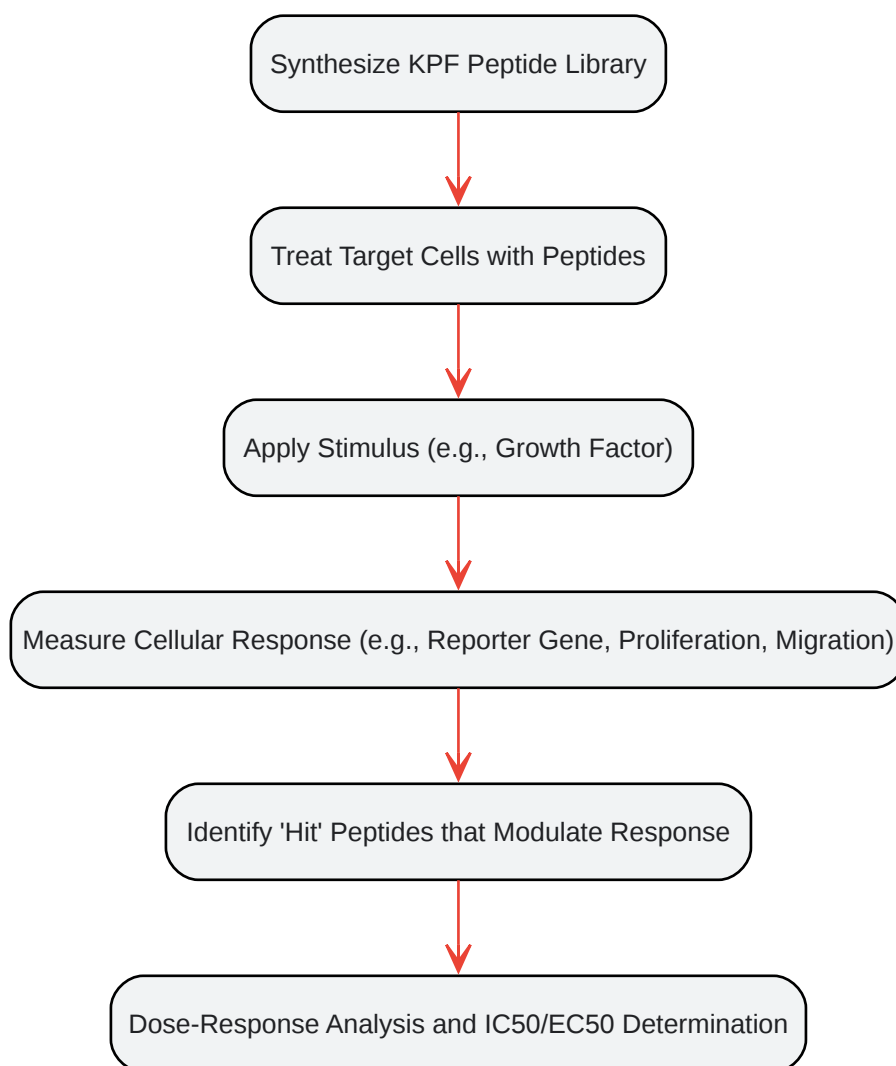 Synthesize KPF Peptide Library
Treat Target Cells with Peptides
Apply Stimulus (e.g., Growth Factor)
Measure Cellular Response (e.g., Reporter Gene, Proliferation, Migration)
Identify 'Hit' Peptides that Modulate Response
Dose-Response Analysis and IC50/EC50 Determination